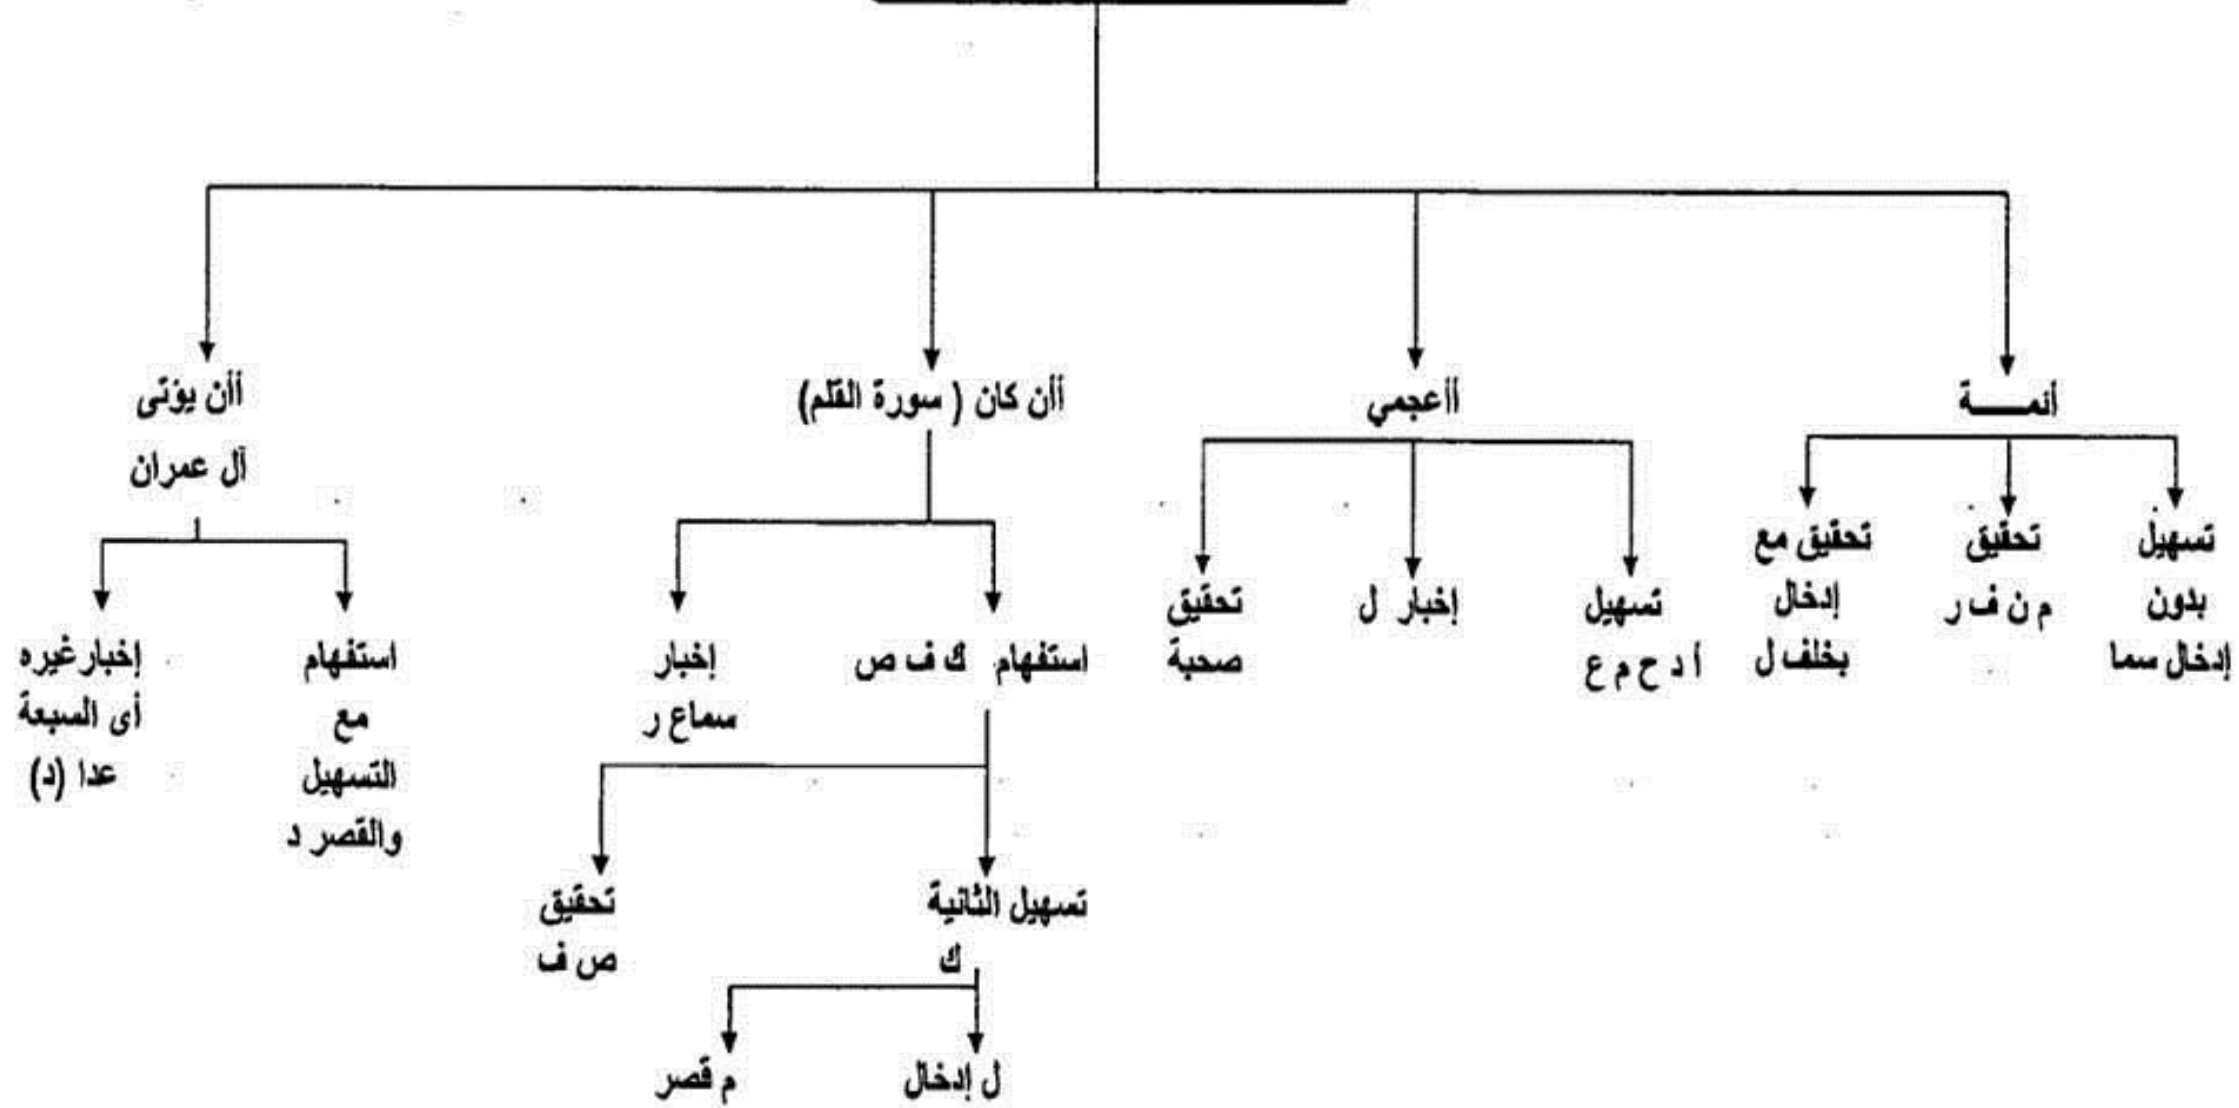 أئمـــة
تسهيل
بدون
إدخال سما
تحقيق
م ن ف ر
تحقيق مع
إدخال
بخلف ل
أأعجمي
تسهيل
أ د ح م ع
إخبار ل
تحقيق
صحبة
أأن كان ( سورة القلم)
استفهام ك ف ص
تسهيل الثانية
ك
ل إدخال
م قصر
تحقيق
ص ف
إخبار
سماع ر
أأن يؤتى
آل عمران
استفهام
مع
التسهيل
والقصر د
إخبار غيره
أى السبعة
عدا (د)